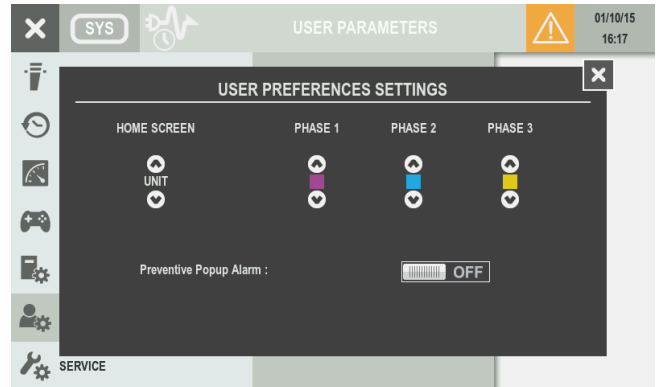 SYS
USER PARAMETERS
01/10/15
16:17
USER PREFERENCES SETTINGS
HOME SCREEN PHASE 1 PHASE 2 PHASE 3
UNIT
Preventive Popup Alarm : OFF
SERVICE